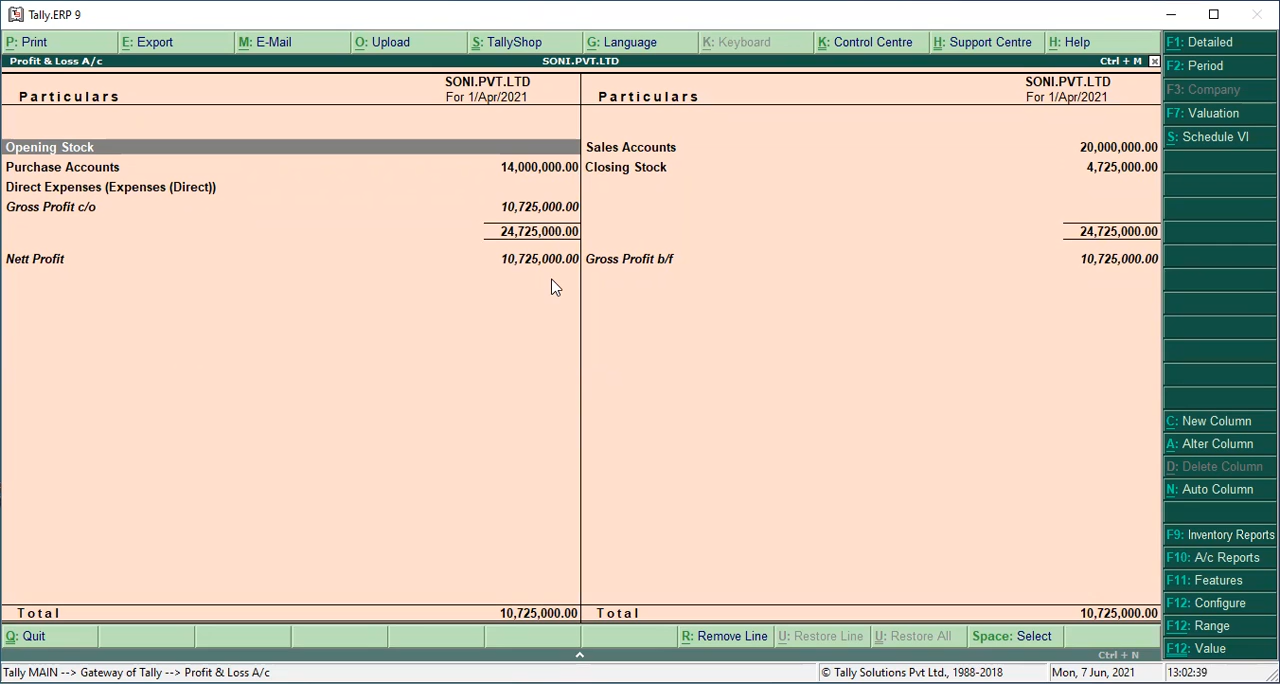 Tally.ERP 9
P: Print E: Export M: E-Mail O: Upload S: TallyShop G: Language K: Keyboard K: Control Centre H: Support Centre H: Help
Profit & Loss A/c SONI.PVT.LTD Ctrl + M
Particulars SONI.PVT.LTD For 1/Apr/2021
Particulars SONI.PVT.LTD For 1/Apr/2021
Opening Stock
Purchase Accounts 14,000,000.00
Direct Expenses (Expenses (Direct))
Gross Profit c/o 10,725,000.00
24,725,000.00
Nett Profit 10,725,000.00
Sales Accounts 20,000,000.00
Closing Stock 4,725,000.00
24,725,000.00
Gross Profit b/f 10,725,000.00
Total 10,725,000.00
Total 10,725,000.00
F1: Detailed
F2: Period
F3: Company
F7: Valuation
S: Schedule VI
C: New Column
A: Alter Column
D: Delete Column
N: Auto Column
F9: Inventory Reports
F10: A/c Reports
F11: Features
F12: Configure
F12: Range
F12: Value
Q: Quit R: Remove Line U: Restore Line U: Restore All Space: Select
Ctrl + N
Tally MAIN --> Gateway of Tally --> Profit & Loss A/c © Tally Solutions Pvt Ltd., 1988-2018 Mon, 7 Jun, 2021 13:02:39